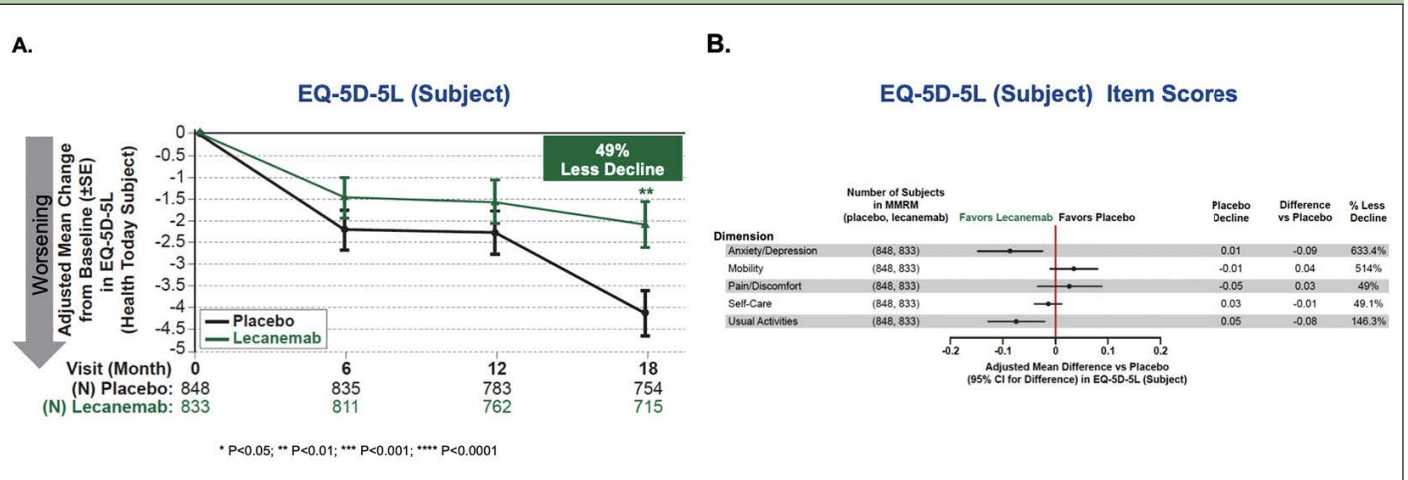 A.
EQ-5D-5L (Subject)
Worsening
Adjusted Mean Change
from Baseline (±SE)
in EQ-5D-5L
(Health Today Subject)
0
-0.5
-1
-1.5
-2
-2.5
-3
-3.5
-4
-4.5
-5
49%
Less Decline
**
Placebo
Lecanemab
Visit (Month) 0 6 12 18
(N) Placebo: 848 835 783 754
(N) Lecanemab: 833 811 762 715
* P<0.05; ** P<0.01; *** P<0.001; **** P<0.0001
B.
EQ-5D-5L (Subject) Item Scores
Number of Subjects
in MMRM
(placebo, lecanemab)
Favors Lecanemab Favors Placebo
Placebo
Decline
Difference
vs Placebo
% Less
Decline
Dimension
Anxiety/Depression (848, 833) 0.01 -0.09 633.4%
Mobility (848, 833) -0.01 0.04 514%
Pain/Discomfort (848, 833) -0.05 0.03 49%
Self-Care (848, 833) 0.03 -0.01 49.1%
Usual Activities (848, 833) 0.05 -0.08 146.3%
-0.2 -0.1 0 0.1 0.2
Adjusted Mean Difference vs Placebo
(95% CI for Difference) in EQ-5D-5L (Subject)